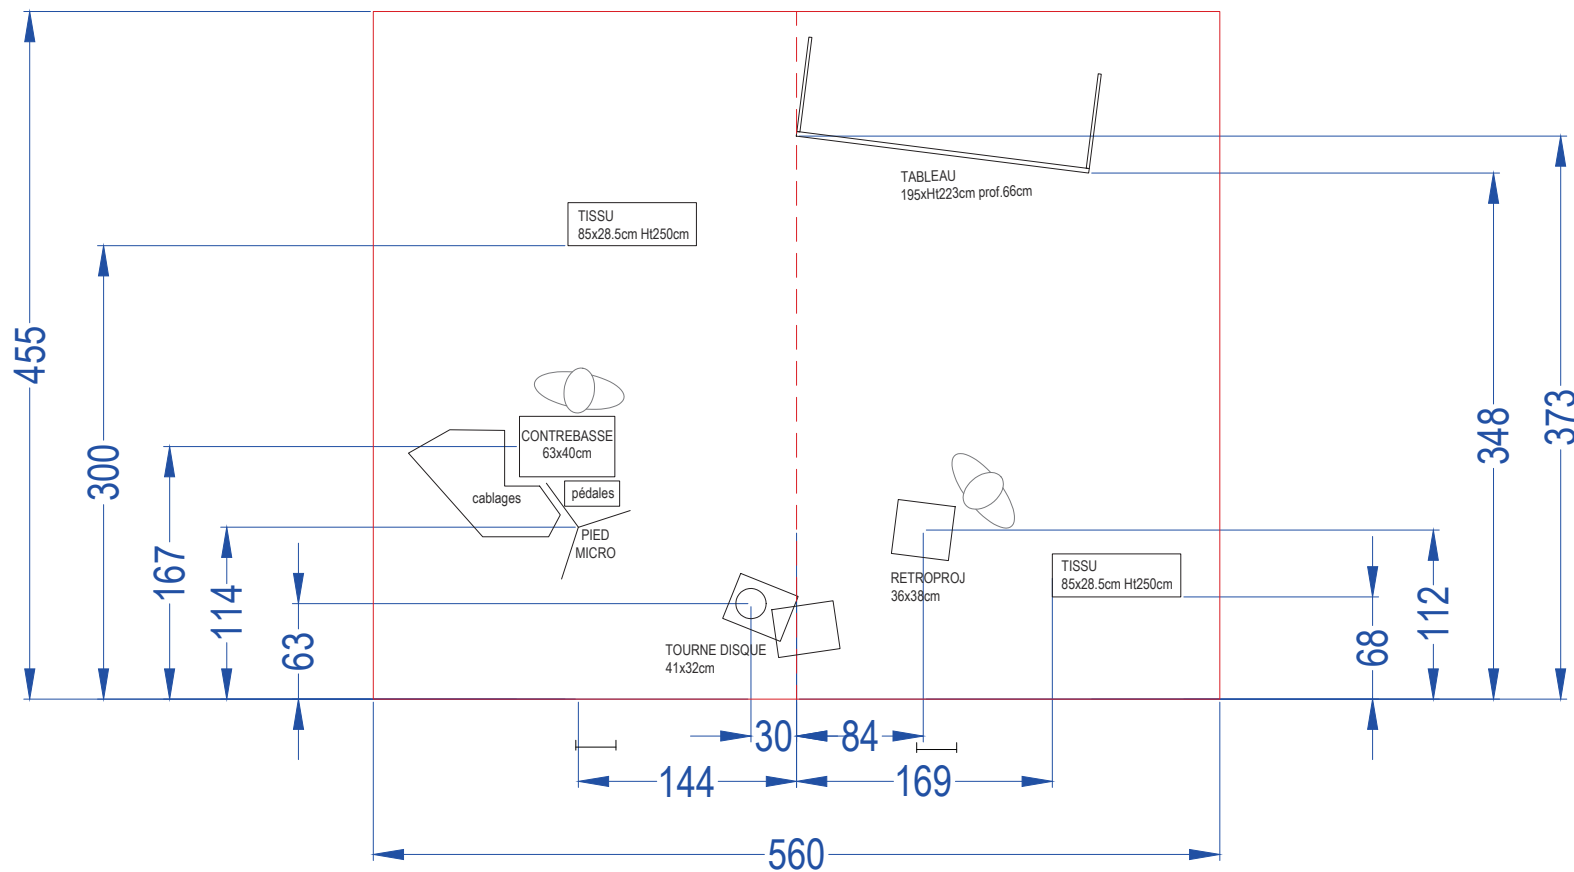 TABLEAU
195xHt223cm prof.66cm
TISSU
85x28.5cm Ht250cm
455
300
CONTREBASSE
63x40cm
cablages
pédales
PIED
MICRO
348
373
167
114
63
RETROPROJ
36x38cm
TISSU
85x28.5cm Ht250cm
TOURNE DISQUE
41x32cm
68
112
30
84
144
169
560